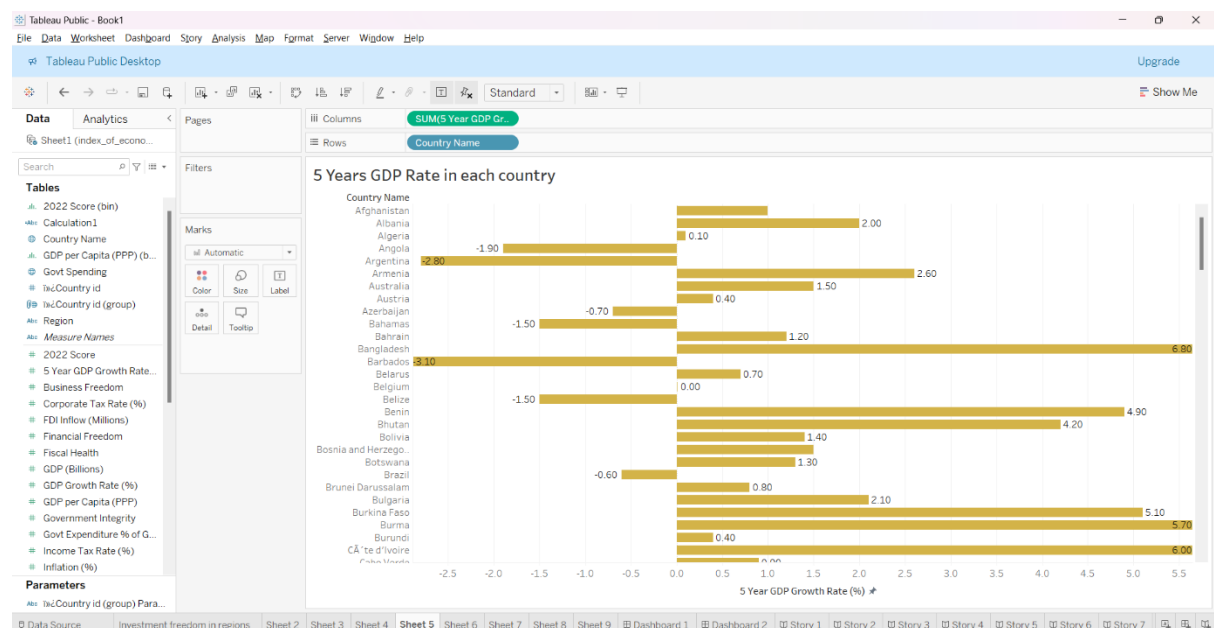 Tableau Public - Book1
File Data Worksheet Dashboard Story Analysis Map Format Server Window Help
Tableau Public Desktop
Upgrade
Standard
Show Me
Data
Analytics
Sheet1 (index_of_econo...
Search
Tables
2022 Score (bin)
Calculation1
Country Name
GDP per Capita (PPP) (b...
Govt Spending
ï»¿Country id
ï»¿Country id (group)
Region
Measure Names
2022 Score
5 Year GDP Growth Rate...
Business Freedom
Corporate Tax Rate (%)
FDI Inflow (Millions)
Financial Freedom
Fiscal Health
GDP (Billions)
GDP Growth Rate (%)
GDP per Capita (PPP)
Government Integrity
Govt Expenditure % of G...
Income Tax Rate (%)
Inflation (%)
Parameters
ï»¿Country id (group) Para...
Pages
Filters
Marks
Automatic
Color Size Label
Detail Tooltip
Columns SUM(5 Year GDP Gr..
Rows Country Name
5 Years GDP Rate in each country
Country Name
Afghanistan
Albania 2.00
Algeria 0.10
Angola -1.90
Argentina -2.80
Armenia 2.60
Australia 1.50
Austria 0.40
Azerbaijan -0.70
Bahamas -1.50
Bahrain 1.20
Bangladesh 6.80
Barbados -3.10
Belarus 0.70
Belgium 0.00
Belize -1.50
Benin 4.90
Bhutan 4.20
Bolivia 1.40
Bosnia and Herzego..
Botswana 1.30
Brazil -0.60
Brunei Darussalam 0.80
Bulgaria 2.10
Burkina Faso 5.10
Burma 5.70
Burundi 0.40
CÃ´te d'Ivoire 6.00
Cabo Verde
-2.5 -2.0 -1.5 -1.0 -0.5 0.0 0.5 1.0 1.5 2.0 2.5 3.0 3.5 4.0 4.5 5.0 5.5
5 Year GDP Growth Rate (%)
Data Source Investment freedom in regions Sheet 2 Sheet 3 Sheet 4 Sheet 5 Sheet 6 Sheet 7 Sheet 8 Sheet 9 Dashboard 1 Dashboard 2 Story 1 Story 2 Story 3 Story 4 Story 5 Story 6 Story 7